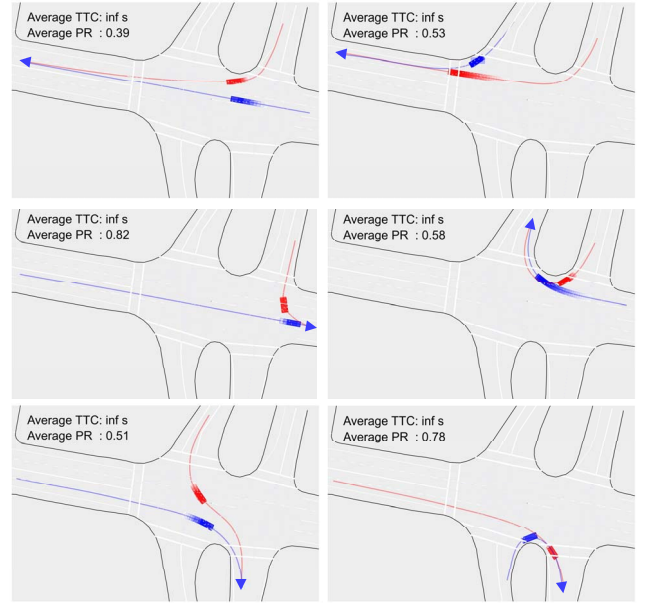 Average TTC: inf s
Average PR : 0.39
Average TTC: inf s
Average PR : 0.53
Average TTC: inf s
Average PR : 0.82
Average TTC: inf s
Average PR : 0.58
Average TTC: inf s
Average PR : 0.51
Average TTC: inf s
Average PR : 0.78